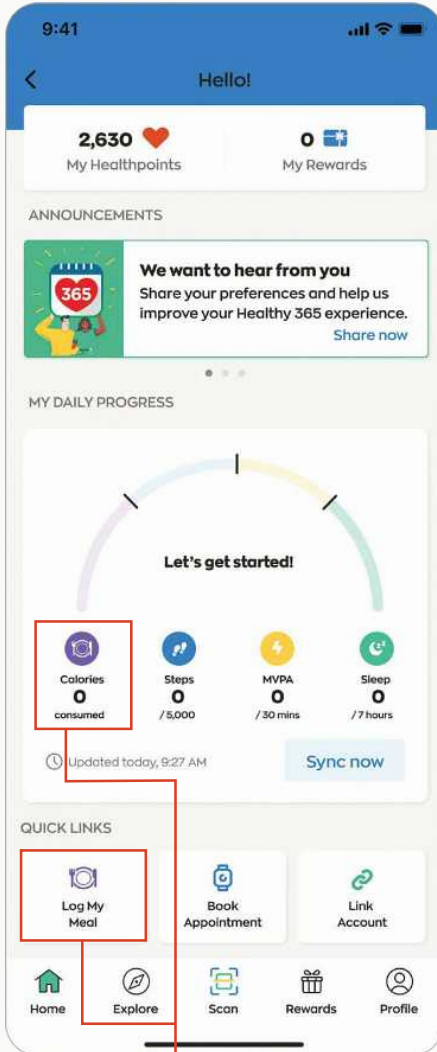 9:41
Hello!
2,630
My Healthpoints
0
My Rewards
ANNOUNCEMENTS
365
We want to hear from you
Share your preferences and help us
improve your Healthy 365 experience.
Share now
MY DAILY PROGRESS
Let's get started!
Calories Steps MVPA Sleep
0 0 0 0
consumed / 5,000 / 30 mins / 7 hours
Updated today, 9:27 AM
Sync now
QUICK LINKS
Log My
Meal
Book
Appointment
Link
Account
Home Explore Scan Rewards Profile